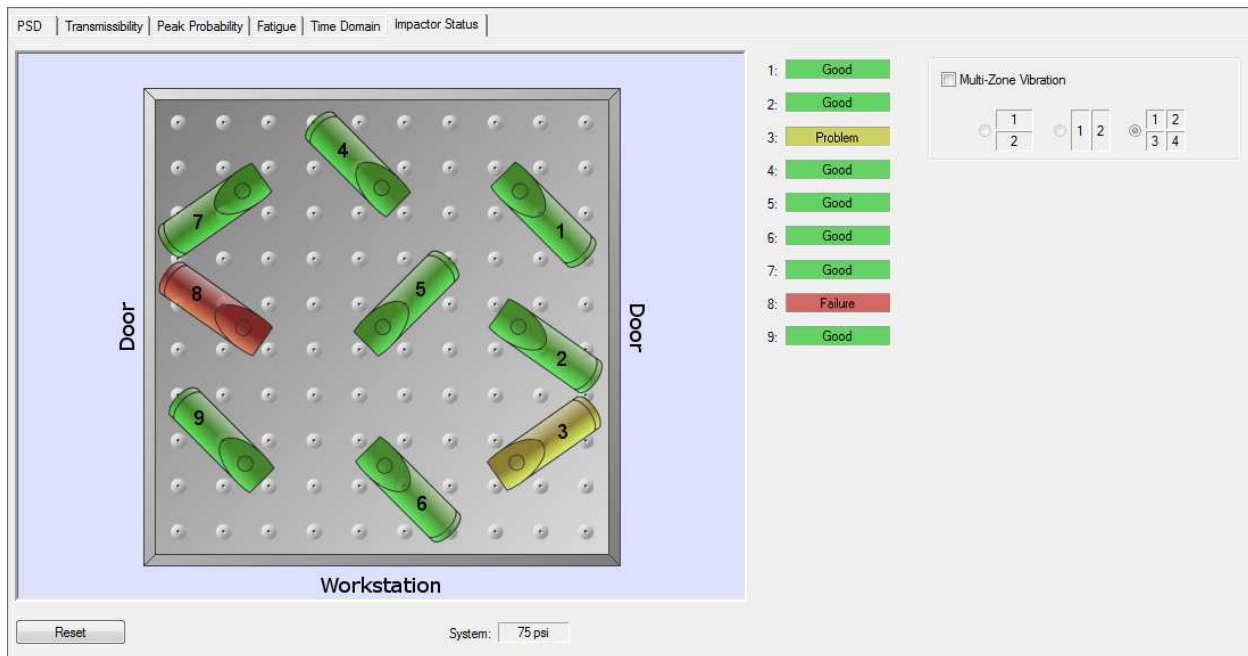 PSD Transmissibility Peak Probability Fatigue Time Domain Impactor Status
4
7
1
8
5
2
9
3
6
Door
Door
Workstation
1: Good
2: Good
3: Problem
4: Good
5: Good
6: Good
7: Good
8: Failure
9: Good
Multi-Zone Vibration
1
2
1 2
1 2
3 4
Reset
System: 75 psi